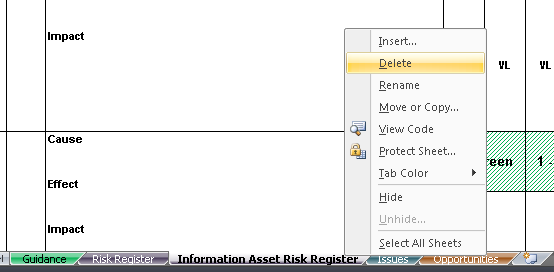 Impact
Insert...
Delete
VL
VL
Rename
Move or Copy...
View Code
Cause
Protect Sheet...
reen
1 -
Tab Color
Effect
Hide
Unhide...
Impact
Select All Sheets
Guidance
Risk Register
Information Asset Risk Register
Issues
Opportunities